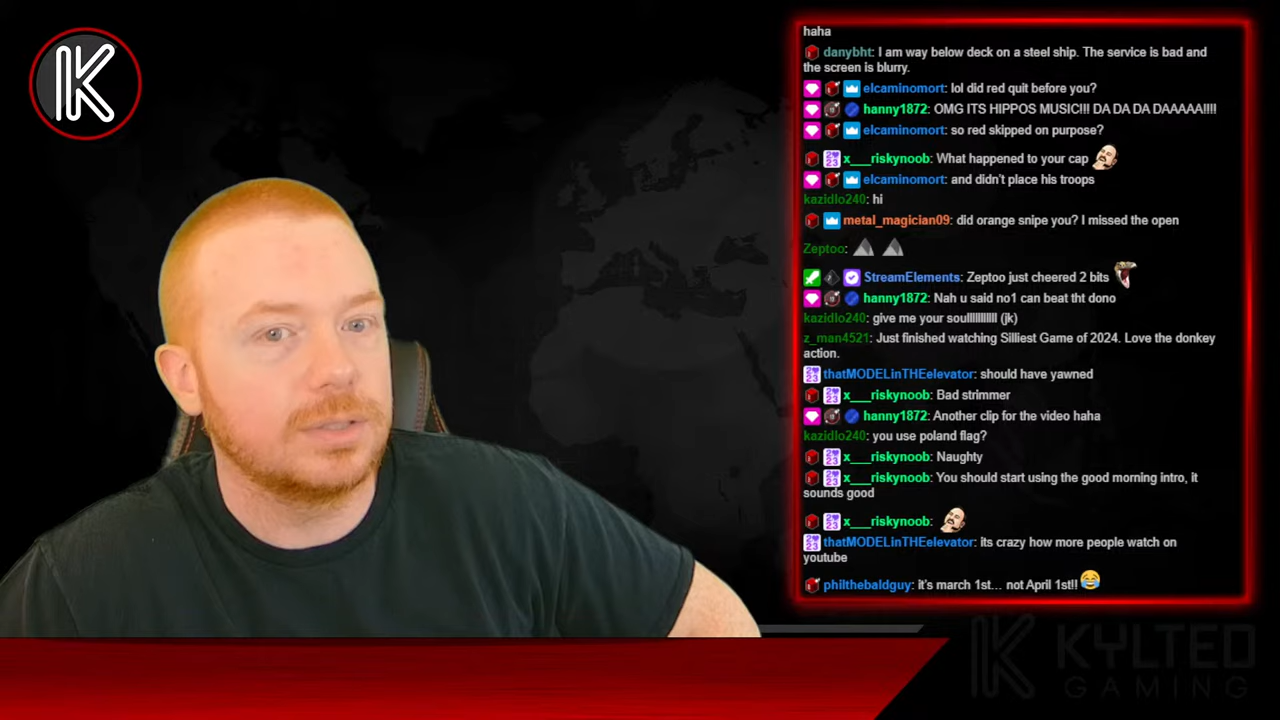 K
haha
danybht: I am way below deck on a steel ship. The service is bad and
the screen is blurry.
elcaminomort: lol did red quit before you?
hanny1872: OMG ITS HIPPOS MUSIC!!! DA DA DA DAAAAA!!!!
elcaminomort: so red skipped on purpose?
x___riskynoob: What happened to your cap
elcaminomort: and didn't place his troops
kazidlo240: hi
metal_magician09: did orange snipe you? I missed the open
Zeptoo:
StreamElements: Zeptoo just cheered 2 bits
hanny1872: Nah u said no1 can beat tht dono
kazidlo240: give me your soulllllllllll (jk)
z_man4521: Just finished watching Silliest Game of 2024. Love the donkey
action.
thatMODELinTHEelevator: should have yawned
x___riskynoob: Bad strimmer
hanny1872: Another clip for the video haha
kazidlo240: you use poland flag?
x___riskynoob: Naughty
x___riskynoob: You should start using the good morning intro, it
sounds good
x___riskynoob:
thatMODELinTHEelevator: its crazy how more people watch on
youtube
philthebaldguy: it's march 1st... not April 1st!!
K KYLTED
GAMING